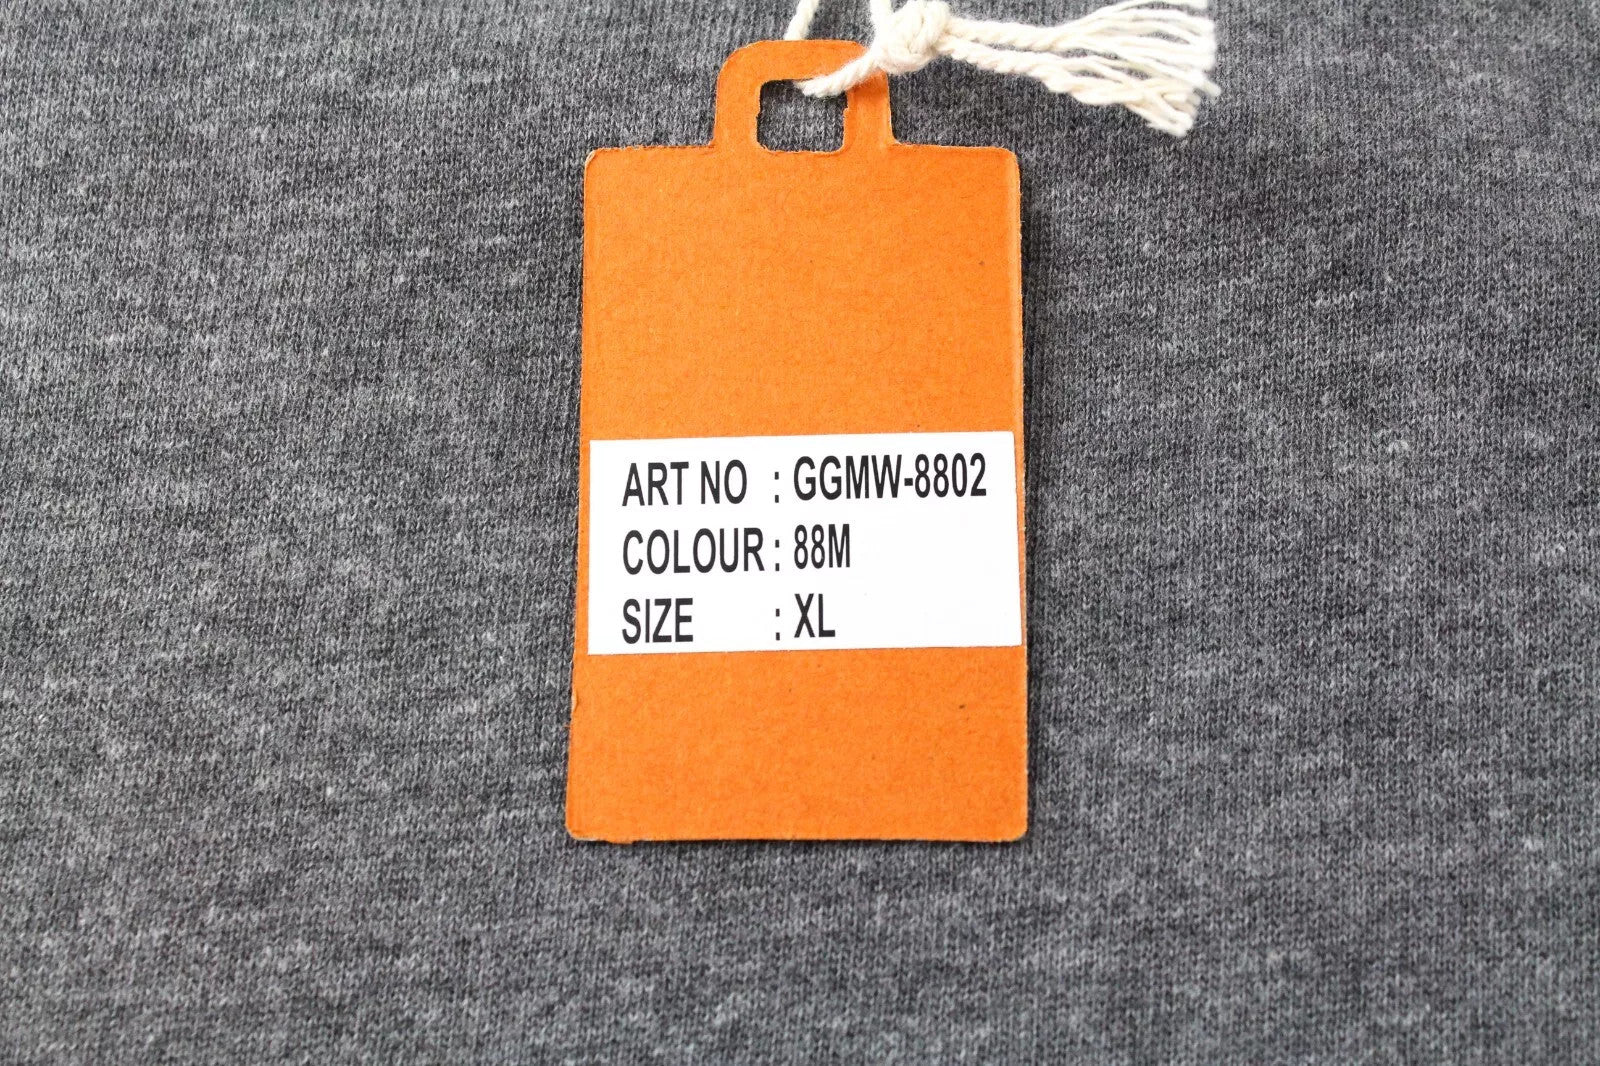 ART NO : GGMW-8802
COLOUR : 88M
SIZE : XL